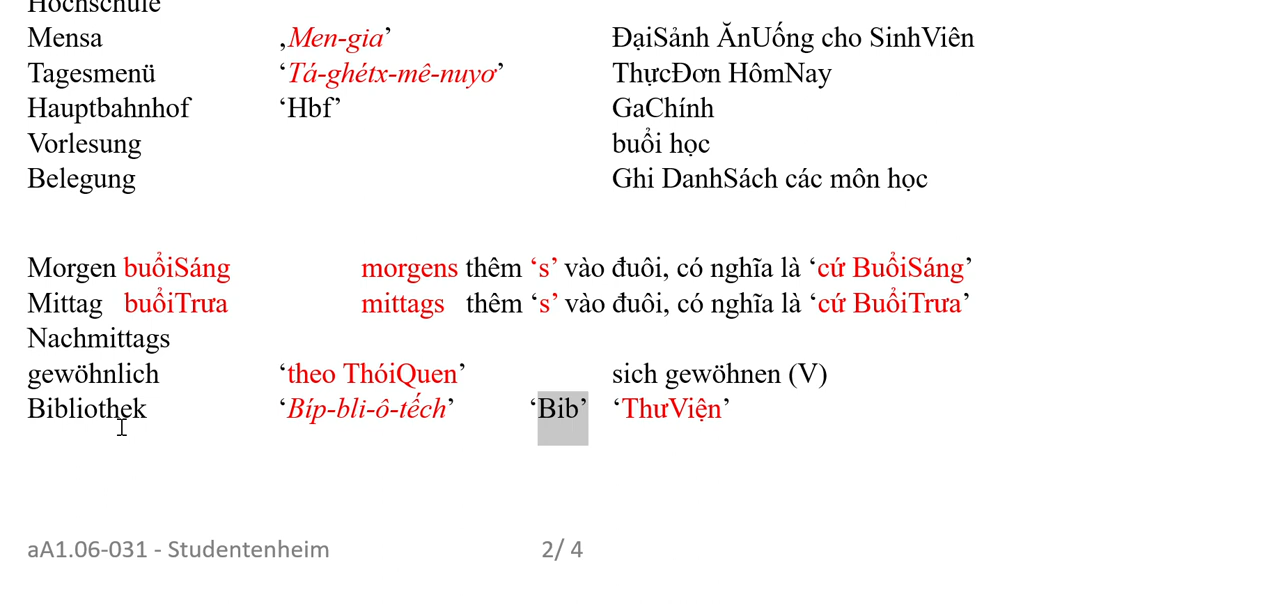 Hochschule
Mensa ‚Men-gia’ ĐạiSảnh ĂnUống cho SinhViên
Tagesmenü ‘Tá-ghétx-mê-nuyơ’ ThựcĐơn HômNay
Hauptbahnhof ‘Hbf’ GaChính
Vorlesung buổi học
Belegung Ghi DanhSách các môn học
Morgen buổiSáng morgens thêm ‘s’ vào đuôi, có nghĩa là ‘cứ BuổiSáng’
Mittag buổiTrưa mittags thêm ‘s’ vào đuôi, có nghĩa là ‘cứ BuổiTrưa’
Nachmittags
gewöhnlich ‘theo ThóiQuen’ sich gewöhnen (V)
Bibliothek ‘Bíp-bli-ô-tếch’ ‘Bib’ ‘ThưViện’
aA1.06-031 - Studentenheim 2/ 4